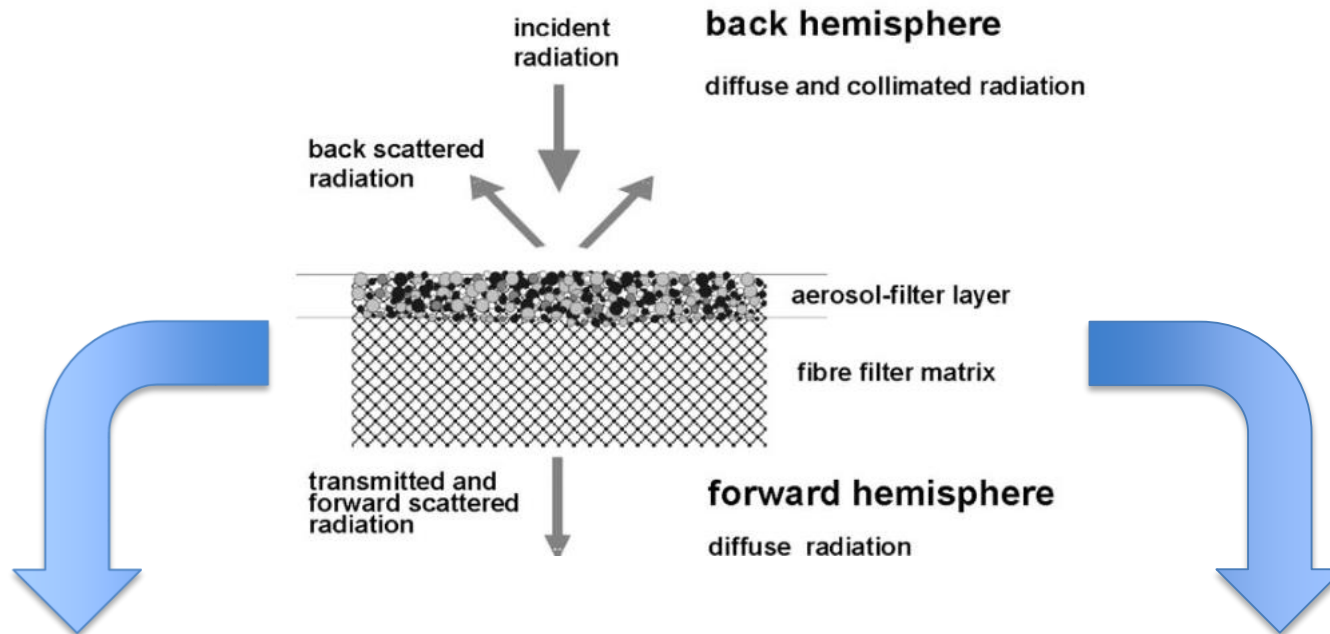 incident
radiation
back hemisphere
diffuse and collimated radiation
back scattered
radiation
aerosol-filter layer
fibre filter matrix
transmitted and
forward scattered
radiation
forward hemisphere
diffuse radiation